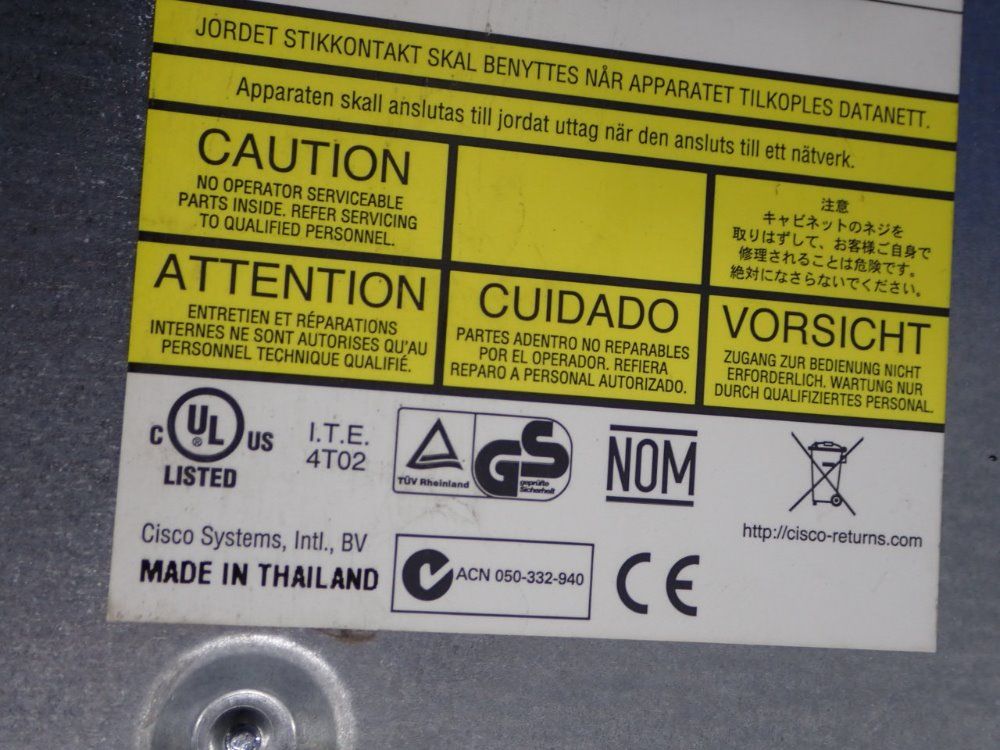 JORDET STIKKONTAKT SKAL BENYTTES NÅR APPARATET TILKOPLES DATANETT.
Apparaten skall anslutas till jordat uttag när den ansluts till ett nätverk.
CAUTION
NO OPERATOR SERVICEABLE
PARTS INSIDE. REFER SERVICING
TO QUALIFIED PERSONNEL.
注意
キャビネットのネジを
取りはずして、お客様ご自身で
修理されることは危険です。
絶対になさらないでください。
ATTENTION
ENTRETIEN ET RÉPARATIONS
INTERNES NE SONT AUTORISES QU'AU
PERSONNEL TECHNIQUE QUALIFIÉ.
CUIDADO
PARTES ADENTRO NO REPARABLES
POR EL OPERADOR. REFIERA
REPARO A PERSONAL AUTORIZADO.
VORSICHT
ZUGANG ZUR BEDIENUNG NICHT
ERFORDERLICH. WARTUNG NUR
DURCH QUALIFIZIERTES PERSONAL.
C UL ® US
LISTED
I.T.E.
4T02
TÜV Rheinland
GS
geprüfte
Sicherheit
NOM
http://cisco-returns.com
Cisco Systems, Intl., BV
MADE IN THAILAND
ACN 050-332-940
CE